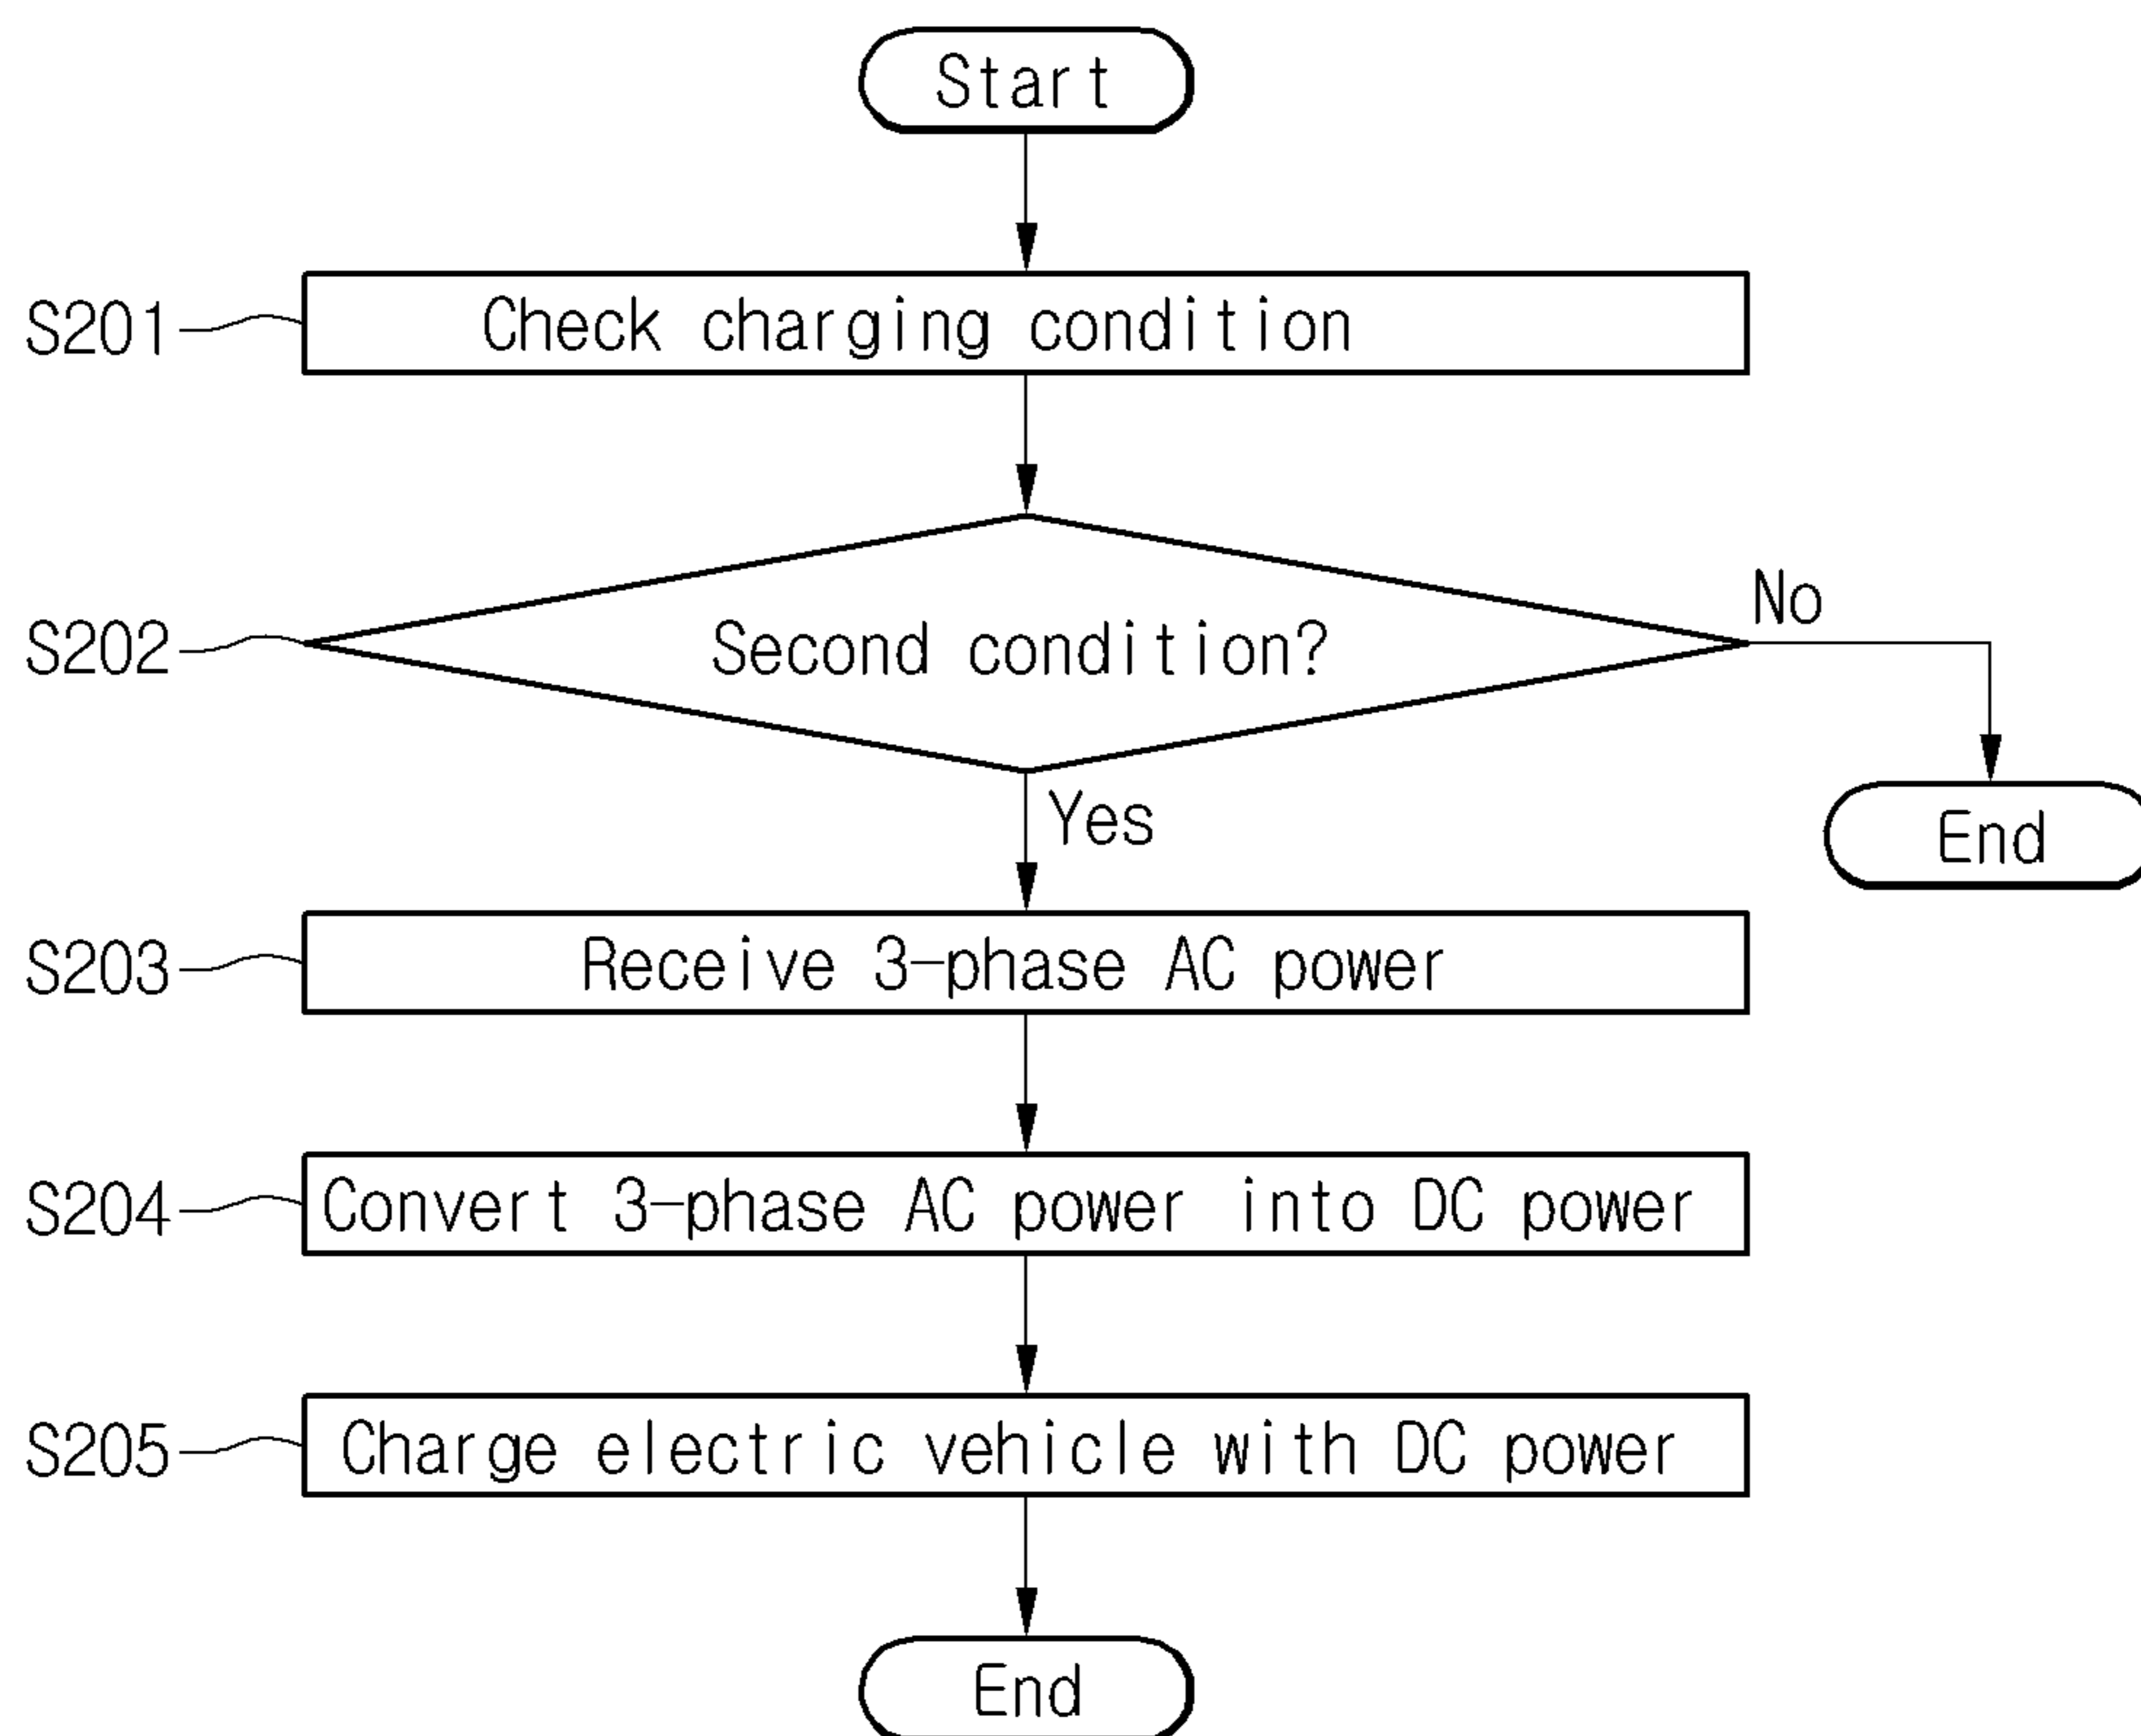 Start
S201
Check charging condition
S202
Second condition?
No
Yes
End
S203
Receive 3-phase AC power
S204
Convert 3-phase AC power into DC power
S205
Charge electric vehicle with DC power
End